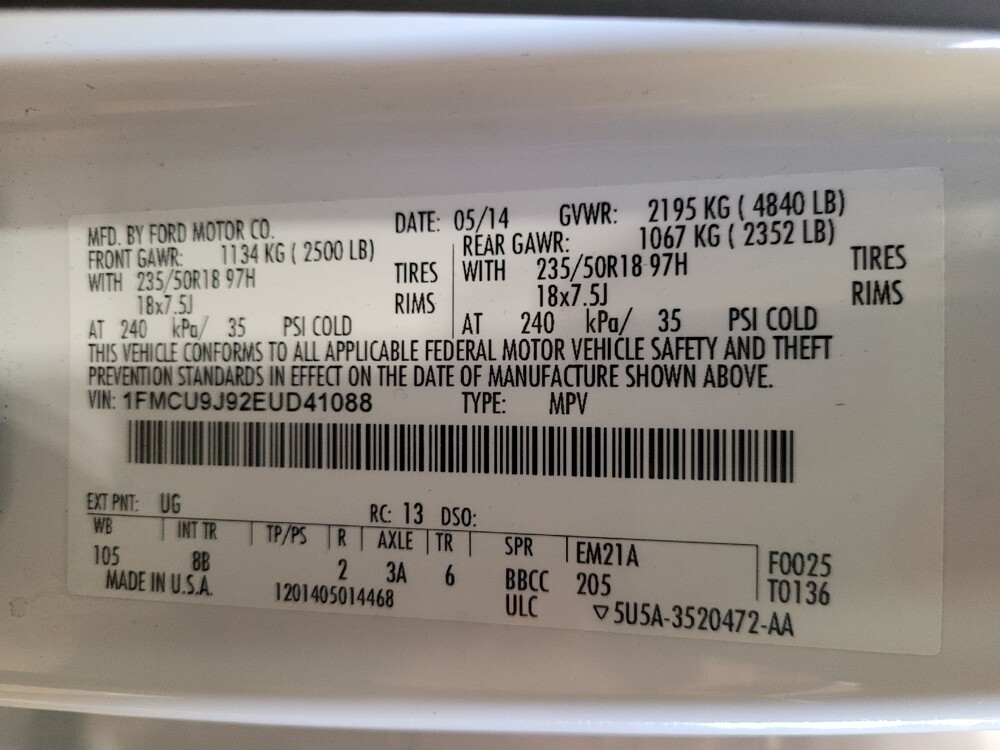 MFD. BY FORD MOTOR CO. DATE: 05/14 GVWR: 2195 KG ( 4840 LB)
FRONT GAWR: 1134 KG ( 2500 LB) REAR GAWR: 1067 KG ( 2352 LB)
WITH 235/50R18 97H TIRES WITH 235/50R18 97H TIRES
18x7.5J RIMS 18x7.5J RIMS
AT 240 kPa/ 35 PSI COLD AT 240 kPa/ 35 PSI COLD
THIS VEHICLE CONFORMS TO ALL APPLICABLE FEDERAL MOTOR VEHICLE SAFETY AND THEFT
PREVENTION STANDARDS IN EFFECT ON THE DATE OF MANUFACTURE SHOWN ABOVE.
VIN: 1FMCU9J92EUD41088 TYPE: MPV
EXT PNT: UG RC: 13 DSO:
WB INT TR TP/PS R AXLE TR SPR EM21A F0025
105 8B 2 3A 6 BBCC 205 T0136
MADE IN U.S.A. 1201405014468 ULC ▽5U5A-3520472-AA